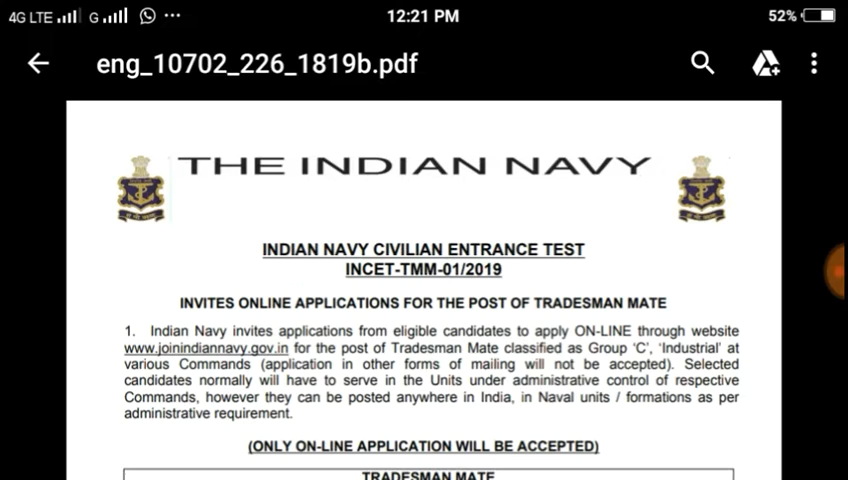 4G LTE G ... 12:21 PM 52%
eng_10702_226_1819b.pdf
THE INDIAN NAVY
INDIAN NAVY CIVILIAN ENTRANCE TEST
INCET-TMM-01/2019
INVITES ONLINE APPLICATIONS FOR THE POST OF TRADESMAN MATE
1. Indian Navy invites applications from eligible candidates to apply ON-LINE through website
www.joinindiannavy.gov.in for the post of Tradesman Mate classified as Group ‘C’, ‘Industrial’ at
various Commands (application in other forms of mailing will not be accepted). Selected
candidates normally will have to serve in the Units under administrative control of respective
Commands, however they can be posted anywhere in India, in Naval units / formations as per
administrative requirement.
(ONLY ON-LINE APPLICATION WILL BE ACCEPTED)
TRADESMAN MATE